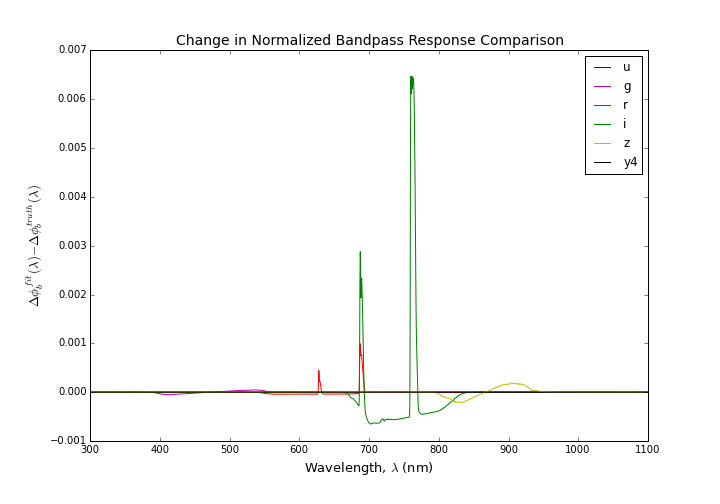 Change in Normalized Bandpass Response Comparison
0.007
0.006
0.005
0.004
0.003
0.002
0.001
0.000
−0.001
Δϕ_b^{fit}(λ)−Δϕ_b^{truth}(λ)
u
g
r
i
z
y4
300 400 500 600 700 800 900 1000 1100
Wavelength, λ (nm)